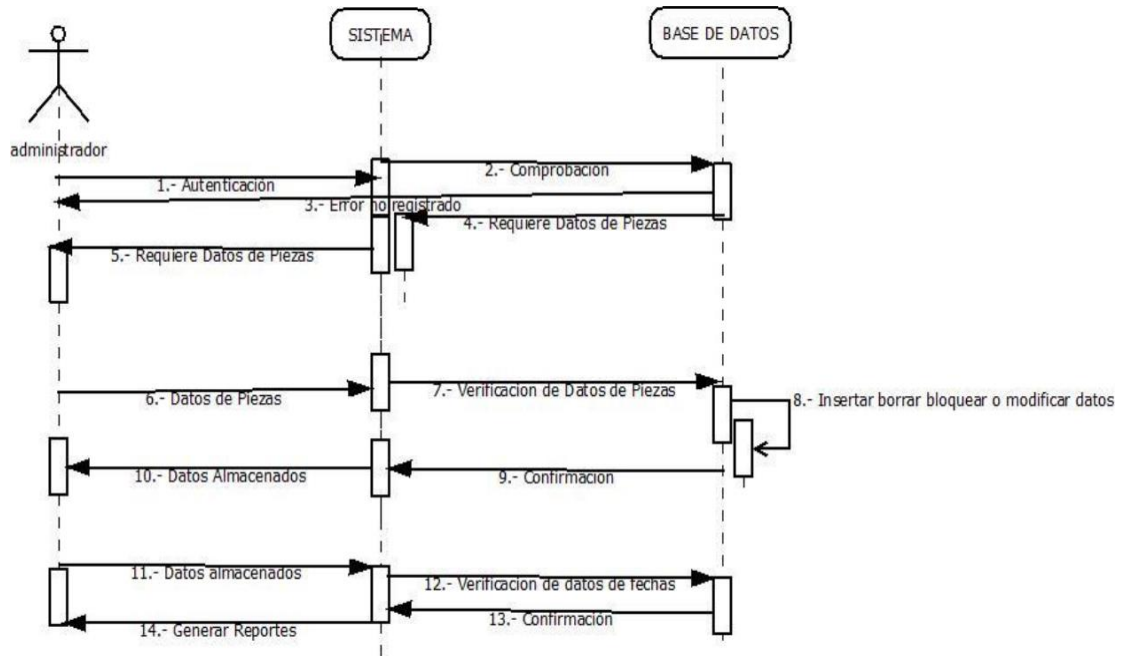 SISTEMA
BASE DE DATOS
administrador
2.- Comprobación
1.- Autenticación
3.- Error no registrado
4.- Requiere Datos de Piezas
5.- Requiere Datos de Piezas
7.- Verificacion de Datos de Piezas
6.- Datos de Piezas
8.- Insertar borrar bloquear o modificar datos
10.- Datos Almacenados
9.- Confirmacion
11.- Datos almacenados
12.- Verificacion de datos de fechas
13.- Confirmación
14.- Generar Reportes